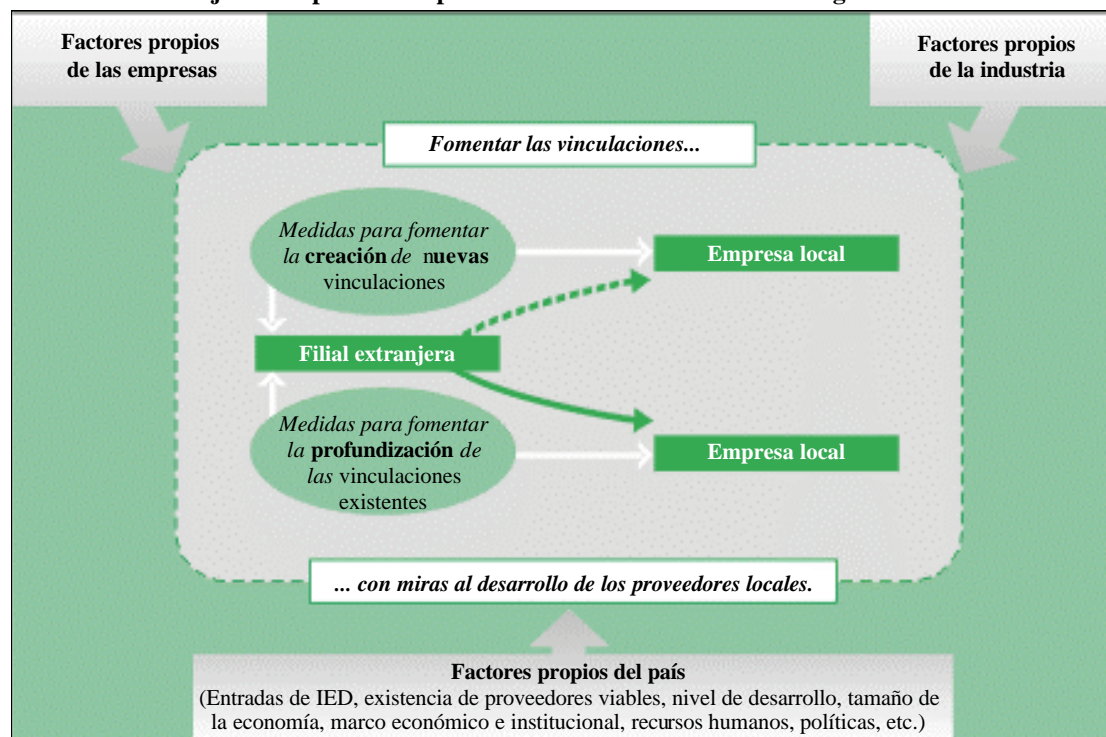 Factores propios
de las empresas
Factores propios
de la industria
Fomentar las vinculaciones...
Medidas para fomentar
la creación de nuevas
vinculaciones
Empresa local
Filial extranjera
Medidas para fomentar
la profundización de
las vinculaciones
existentes
Empresa local
... con miras al desarrollo de los proveedores locales.
Factores propios del país
(Entradas de IED, existencia de proveedores viables, nivel de desarrollo, tamaño de
la economía, marco económico e institucional, recursos humanos, políticas, etc.)